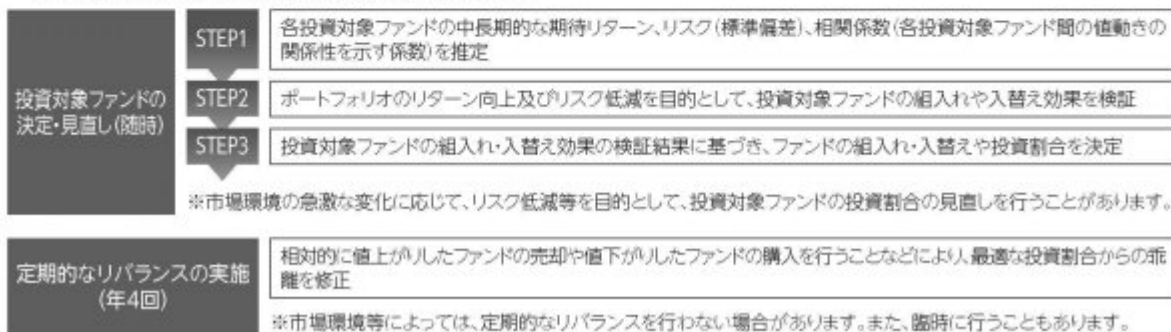 STEP1
各投資対象ファンドの中長期的な期待リターン、リスク(標準偏差)、相関係数(各投資対象ファンド間の値動きの
関係性を示す係数)を推定
投資対象ファンドの
決定・見直し(随時)
STEP2
ポートフォリオのリターン向上及びリスク低減を目的として、投資対象ファンドの組入れや入替え効果を検証
STEP3
投資対象ファンドの組入れ・入替え効果の検証結果に基づき、ファンドの組入れ・入替えや投資割合を決定
※市場環境の急激な変化に応じて、リスク低減等を目的として、投資対象ファンドの投資割合の見直しを行うことがあります。
定期的なリバランスの実施
(年4回)
相対的に値上がりしたファンドの売却や値下がりしたファンドの購入を行うことなどにより、最適な投資割合からの乖
離を修正
※市場環境等によっては、定期的なリバランスを行わない場合があります。また、臨時に行うこともあります。